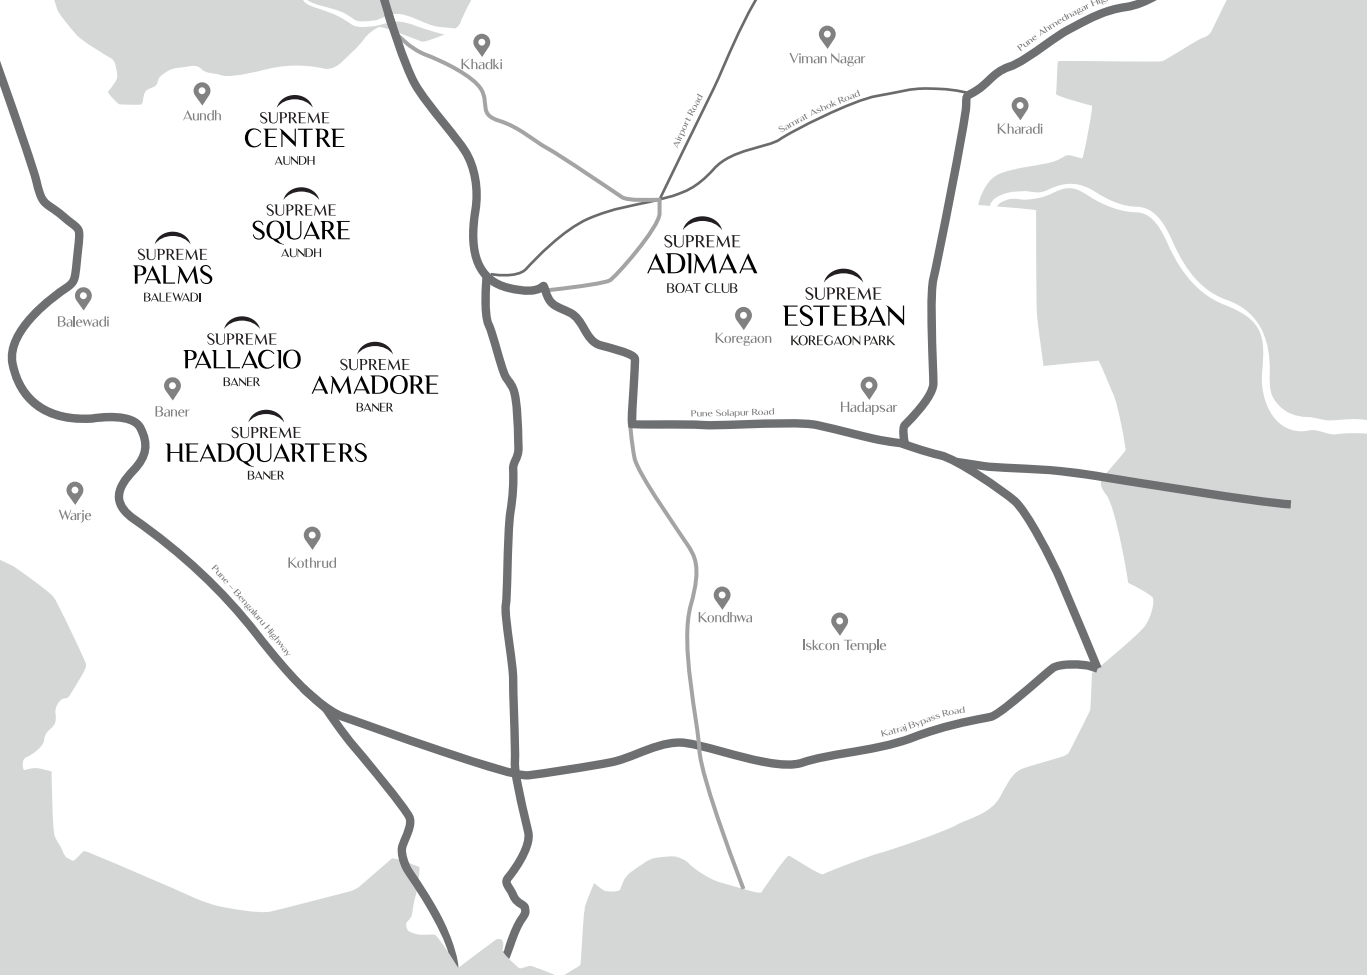 Pune Ahmednagar
Viman Nagar
Khadki
Aundh
SUPREME
CENTRE
AUNDH
Airport Road
Samrat Ashok Road
Kharadi
SUPREME
SQUARE
AUNDH
SUPREME
PALMS
BALEWADI
Balewadi
SUPREME
ADIMAA
BOAT CLUB
SUPREME
ESTEBAN
KOREGAON PARK
Koregaon
SUPREME
PALLACIO
BANER
SUPREME
AMADORE
BANER
Baner
Hadapsar
Pune Solapur Road
SUPREME
HEADQUARTERS
BANER
Warje
Kothrud
Pune – Bengaluru Highway
Kondhwa
Iskcon Temple
Katraj Bypass Road